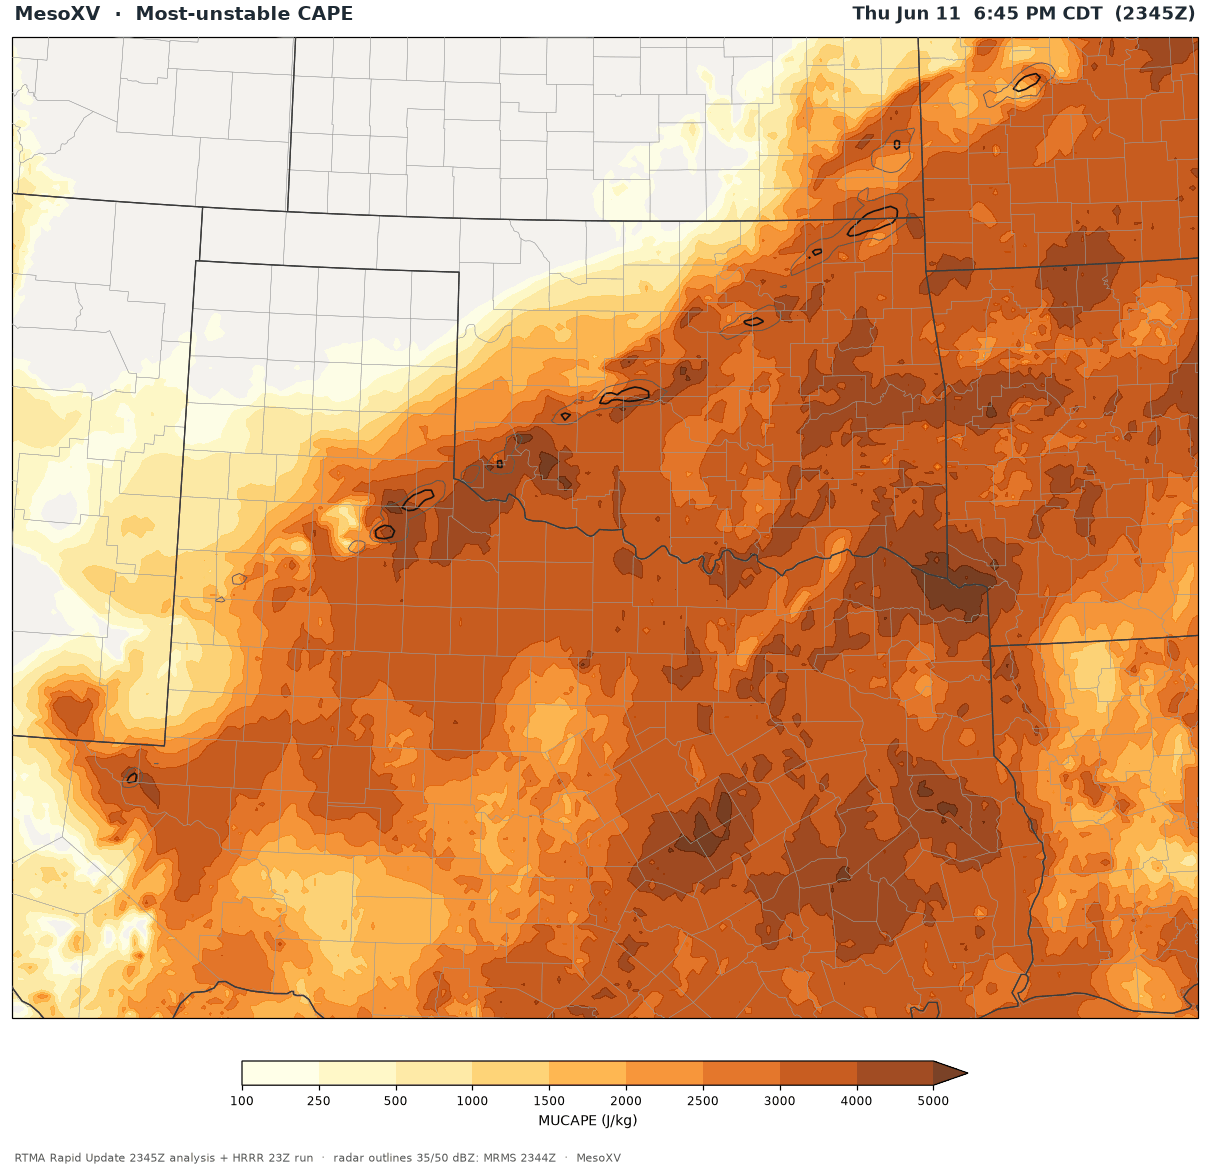 MesoXV · Most-unstable CAPE
Thu Jun 11 6:45 PM CDT (2345Z)
100 250 500 1000 1500 2000 2500 3000 4000 5000
MUCAPE (J/kg)
RTMA Rapid Update 2345Z analysis + HRRR 23Z run · radar outlines 35/50 dBZ: MRMS 2344Z · MesoXV